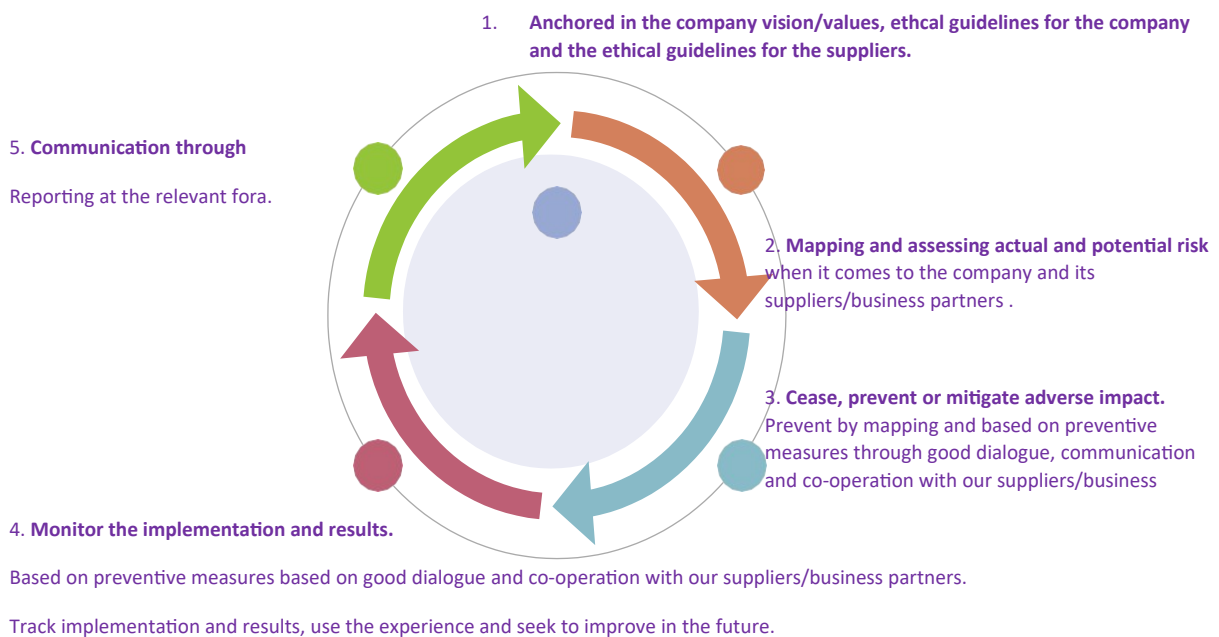 1. Anchored in the company vision/values, ethcal guidelines for the company
and the ethical guidelines for the suppliers.
2. Mapping and assessing actual and potential risk
when it comes to the company and its
suppliers/business partners .
3. Cease, prevent or mitigate adverse impact.
Prevent by mapping and based on preventive
measures through good dialogue, communication
and co-operation with our suppliers/business
4. Monitor the implementation and results.
Based on preventive measures based on good dialogue and co-operation with our suppliers/business partners.
Track implementation and results, use the experience and seek to improve in the future.
5. Communication through
Reporting at the relevant fora.